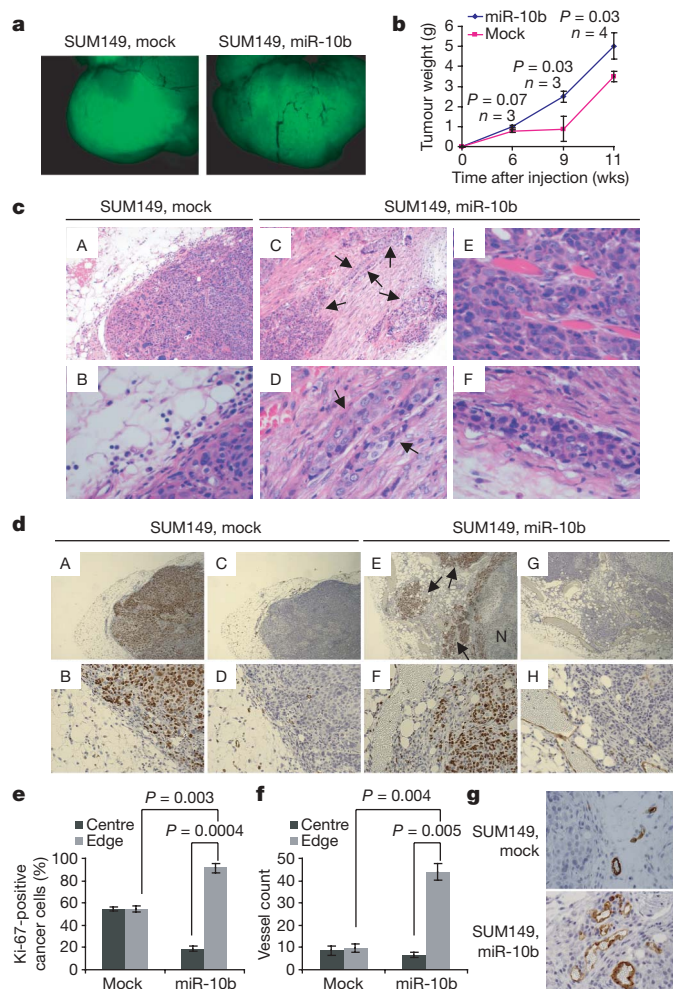 a
SUM149, mock
SUM149, miR-10b
b
miR-10b
Mock
P = 0.03
n = 4
P = 0.03
n = 3
P = 0.07
n = 3
Tumour weight (g)
6
5
4
3
2
1
0
0
6
9
11
Time after injection (wks)
c
SUM149, mock
SUM149, miR-10b
A
C
E
B
D
F
d
SUM149, mock
SUM149, miR-10b
A
C
E
G
N
B
D
F
H
e
P = 0.003
Centre
Edge
P = 0.0004
Ki-67-positive
cancer cells (%)
100
80
60
40
20
0
Mock
miR-10b
f
P = 0.004
Centre
Edge
P = 0.005
Vessel count
50
40
30
20
10
0
Mock
miR-10b
g
SUM149,
mock
SUM149,
miR-10b